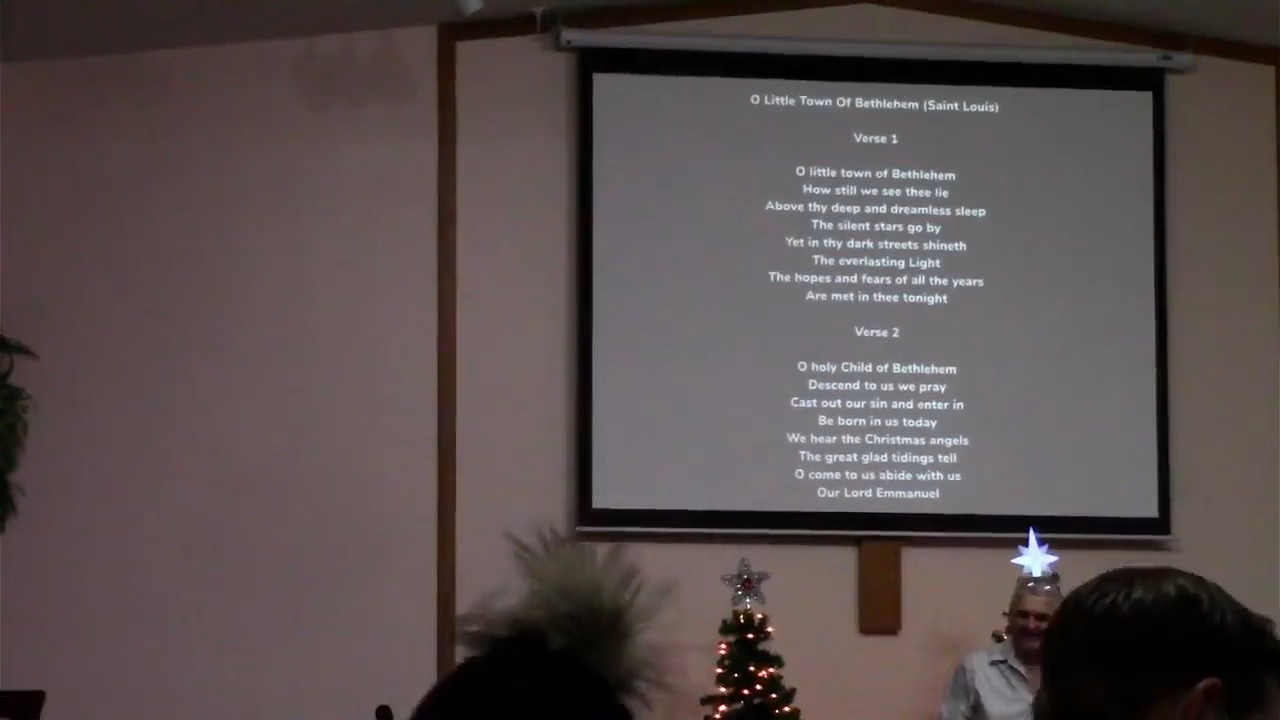 O Little Town Of Bethlehem (Saint Louis)
Verse 1
O little town of Bethlehem
How still we see thee lie
Above thy deep and dreamless sleep
The silent stars go by
Yet in thy dark streets shineth
The everlasting Light
The hopes and fears of all the years
Are met in thee tonight
Verse 2
O holy Child of Bethlehem
Descend to us we pray
Cast out our sin and enter in
Be born in us today
We hear the Christmas angels
The great glad tidings tell
O come to us abide with us
Our Lord Emmanuel